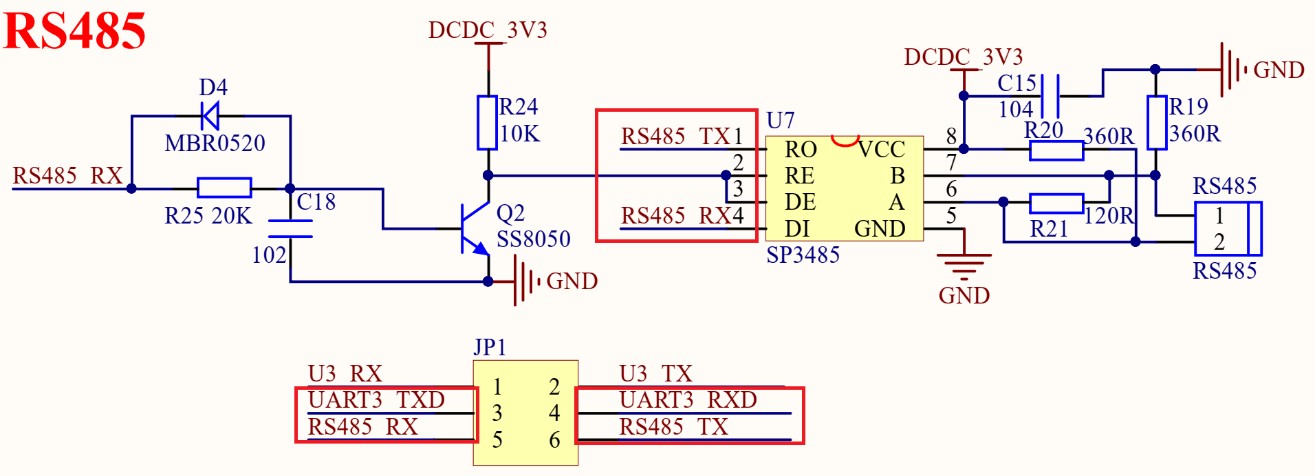 RS485
DCDC_3V3
DCDC_3V3
D4
MBR0520
RS485_RX
R25 20K
C18
102
R24
10K
Q2
SS8050
GND
RS485_TX 1
2
3
RS485_RX 4
U7
RO VCC
RE B
DE A
DI GND
SP3485
8
7
6
5
C15
104
R20 360R
R21 120R
GND
GND
R19
360R
RS485
1
2
RS485
JP1
U3_RX 1 2 U3_TX
UART3_TXD 3 4 UART3_RXD
RS485_RX 5 6 RS485_TX